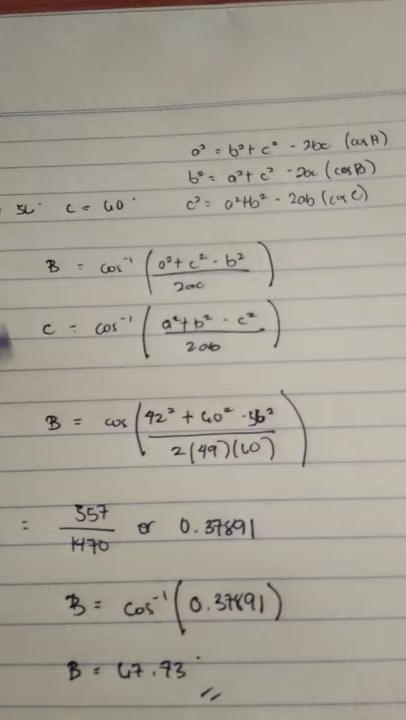 a² = b² + c² - 2bc (cos A)
b² = a² + c² - 2ac (cos B)
56 c = 60 c² = a² + b² - 2ab (cos C)
B = cos⁻¹ (a² + c² - b² / 2ac)
C = cos⁻¹ (a² + b² - c² / 2ab)
B = cos (42² + 60² - 56² / 2(49)(60))
= 557 / 1470 or 0.37891
B = cos⁻¹ (0.37891)
B = 67.73°